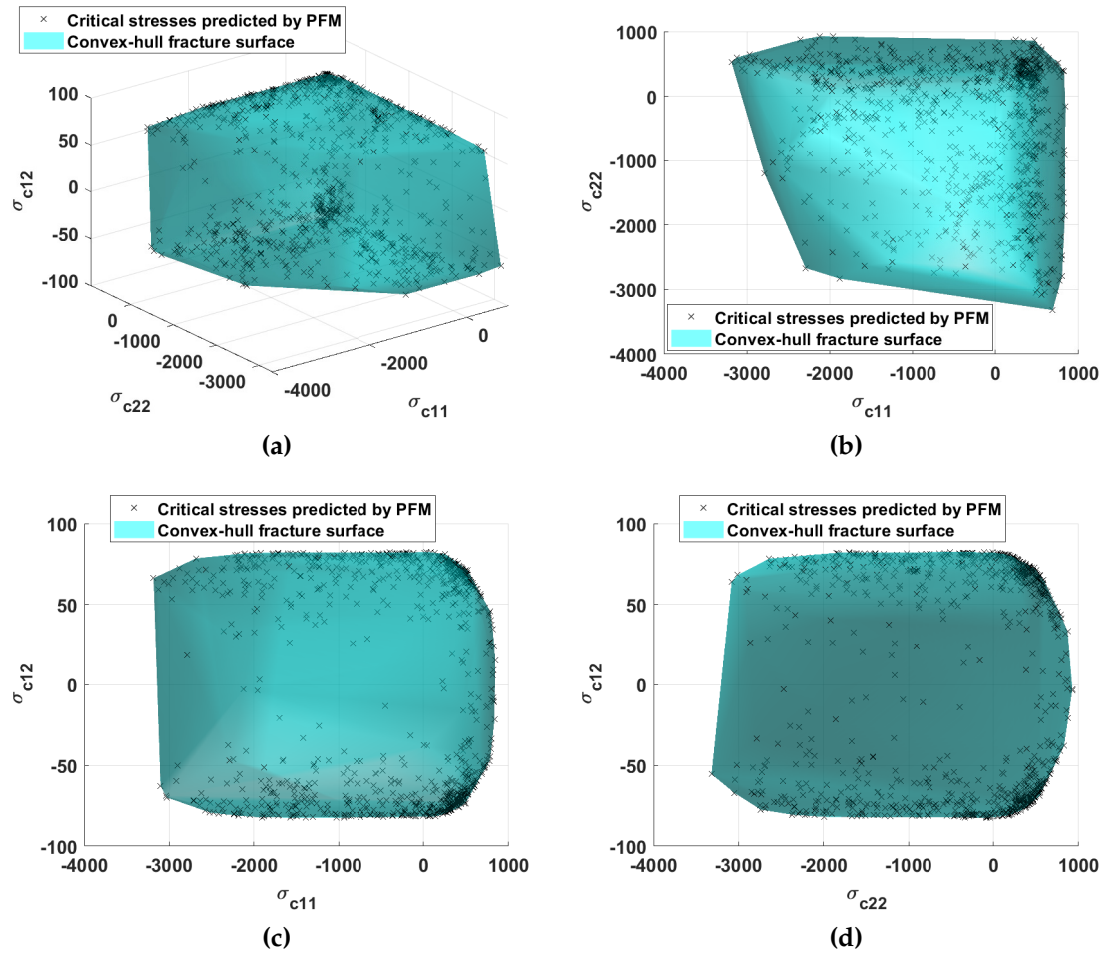 × Critical stresses predicted by PFM
Convex-hull fracture surface
100
50
0
-50
-100
σc12
0
-1000
-2000
-3000
σc22
-4000
-2000
0
σc11
(a)
1000
0
-1000
-2000
-3000
-4000
σc22
× Critical stresses predicted by PFM
Convex-hull fracture surface
-4000 -3000 -2000 -1000 0 1000
σc11
(b)
× Critical stresses predicted by PFM
Convex-hull fracture surface
100
50
0
-50
-100
σc12
-4000 -3000 -2000 -1000 0 1000
σc11
(c)
× Critical stresses predicted by PFM
Convex-hull fracture surface
100
50
0
-50
-100
σc12
-4000 -3000 -2000 -1000 0 1000
σc22
(d)